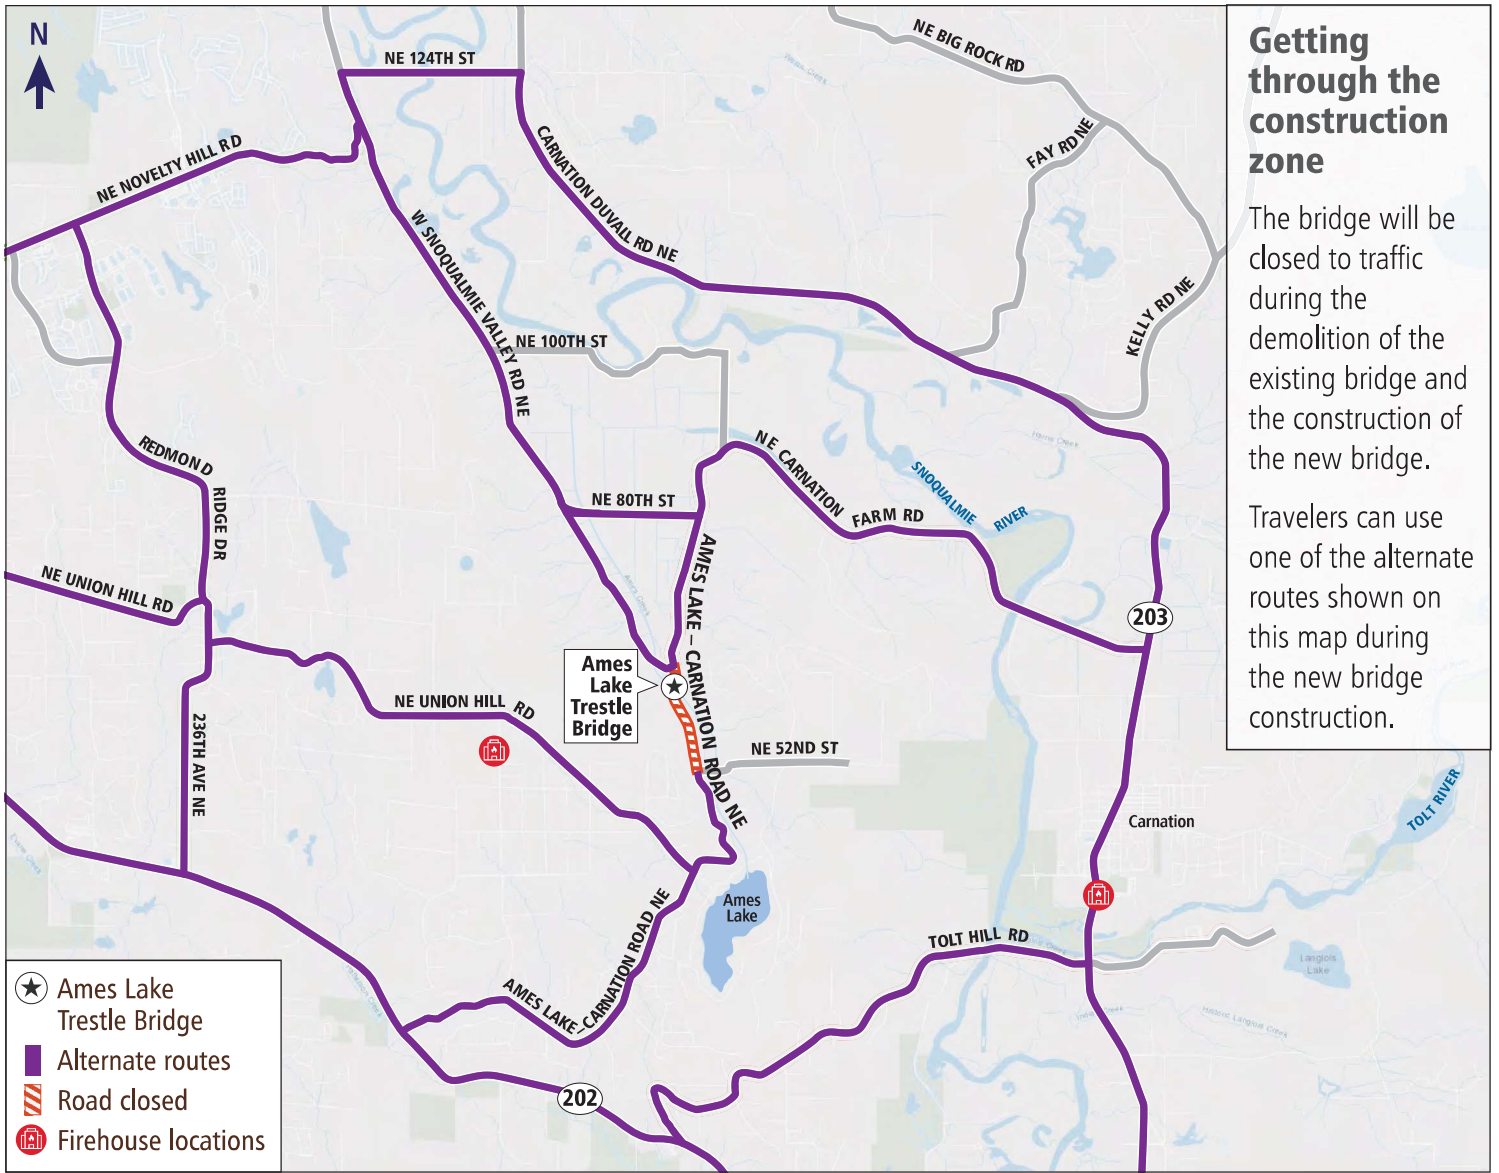 N
NE 124TH ST
NE BIG ROCK RD
FAY RD NE
NE NOVELTY HILL RD
CARNATION DUVALL RD NE
W SNOQUALMIE VALLEY RD NE
KELLY RD NE
NE 100TH ST
REDMOND
RIDGE DR
NE CARNATION
FARM RD
SNOQUALMIE
RIVER
NE 80TH ST
NE UNION HILL RD
AMES LAKE – CARNATION ROAD NE
203
Ames
Lake
Trestle
Bridge
NE UNION HILL RD
236TH AVE NE
NE 52ND ST
Carnation
TOLT RIVER
Ames
Lake
AMES LAKE / CARNATION ROAD NE
TOLT HILL RD
Langlois
Lake
Historic Langlois Creek
202
Getting
through the
construction
zone
The bridge will be
closed to traffic
during the
demolition of the
existing bridge and
the construction of
the new bridge.
Travelers can use
one of the alternate
routes shown on
this map during
the new bridge
construction.
Ames Lake
Trestle Bridge
Alternate routes
Road closed
Firehouse locations